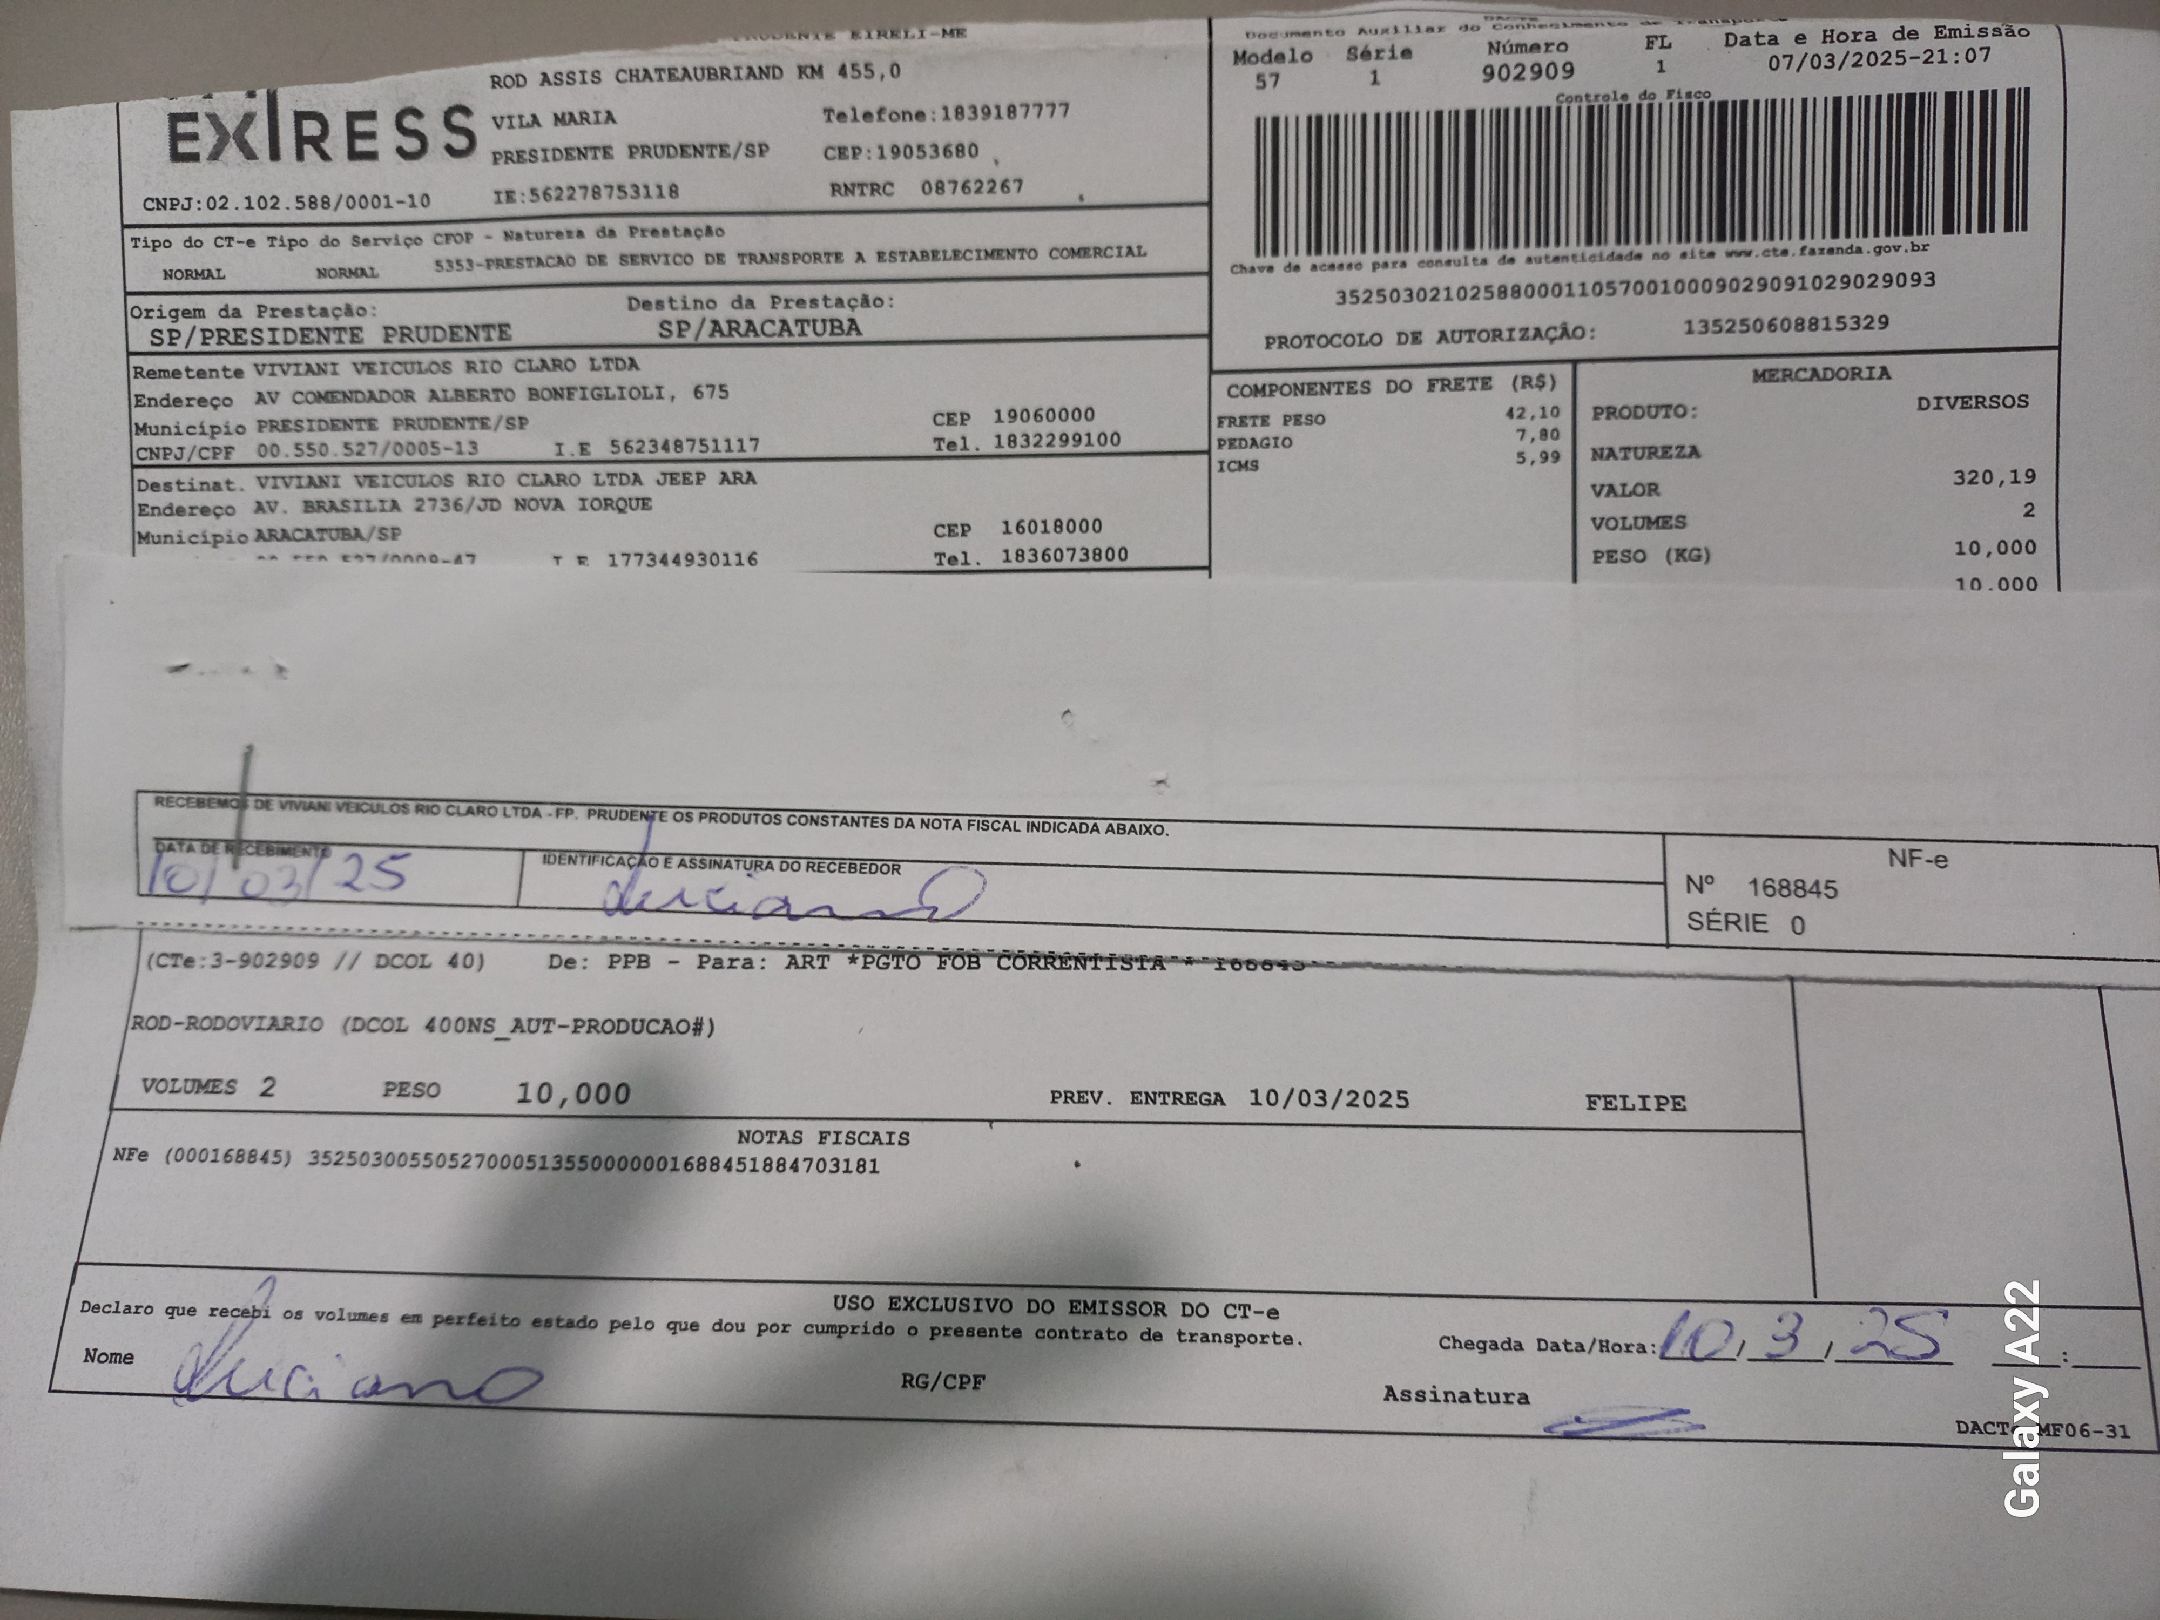 PRUDENTE EIRELI-ME
ROD ASSIS CHATEAUBRIAND KM 455,0
EXPRESS
VILA MARIA Telefone:1839187777
PRESIDENTE PRUDENTE/SP CEP:19053680
CNPJ:02.102.588/0001-10 IE:562278753118 RNTRC 08762267
DACTE
Documento Auxiliar do Conhecimento de Transporte
Modelo Série Número FL Data e Hora de Emissão
57 1 902909 1 07/03/2025-21:07
Controle do Fisco
Chave de acesso para consulta de autenticidade no site www.cte.fazenda.gov.br
35250302102588000110570010009029091029029093
PROTOCOLO DE AUTORIZAÇÃO: 135250608815329
Tipo do CT-e Tipo do Serviço CFOP - Natureza da Prestação
NORMAL NORMAL 5353-PRESTACAO DE SERVICO DE TRANSPORTE A ESTABELECIMENTO COMERCIAL
Origem da Prestação: Destino da Prestação:
SP/PRESIDENTE PRUDENTE SP/ARACATUBA
Remetente VIVIANI VEICULOS RIO CLARO LTDA
Endereço AV COMENDADOR ALBERTO BONFIGLIOLI, 675
Município PRESIDENTE PRUDENTE/SP CEP 19060000
CNPJ/CPF 00.550.527/0005-13 I.E 562348751117 Tel. 1832299100
Destinat. VIVIANI VEICULOS RIO CLARO LTDA JEEP ARA
Endereço AV. BRASILIA 2736/JD NOVA IORQUE
Município ARACATUBA/SP CEP 16018000
I.E 177344930116 Tel. 1836073800
COMPONENTES DO FRETE (R$)
FRETE PESO 42,10
PEDAGIO 7,80
ICMS 5,99
MERCADORIA
PRODUTO: DIVERSOS
NATUREZA
VALOR 320,19
VOLUMES 2
PESO (KG) 10,000
10.000
RECEBEMOS DE VIVIANI VEICULOS RIO CLARO LTDA - FP. PRUDENTE OS PRODUTOS CONSTANTES DA NOTA FISCAL INDICADA ABAIXO.
DATA DE RECEBIMENTO IDENTIFICAÇÃO E ASSINATURA DO RECEBEDOR
10/03/25 Luciano
NF-e
Nº 168845
SÉRIE 0
(CTe:3-902909 // DCOL 40) De: PPB - Para: ART *PGTO FOB CORRENTISTA * 168845
ROD-RODOVIARIO (DCOL 400NS_AUT-PRODUCAO#)
VOLUMES 2 PESO 10,000 PREV. ENTREGA 10/03/2025 FELIPE
NOTAS FISCAIS
NFe (000168845) 35250300550527000513550000001688451884703181
USO EXCLUSIVO DO EMISSOR DO CT-e
Declaro que recebi os volumes em perfeito estado pelo que dou por cumprido o presente contrato de transporte.
Chegada Data/Hora: 10, 3, 25 :
Nome Luciano RG/CPF Assinatura
MF06-31
Galaxy A22